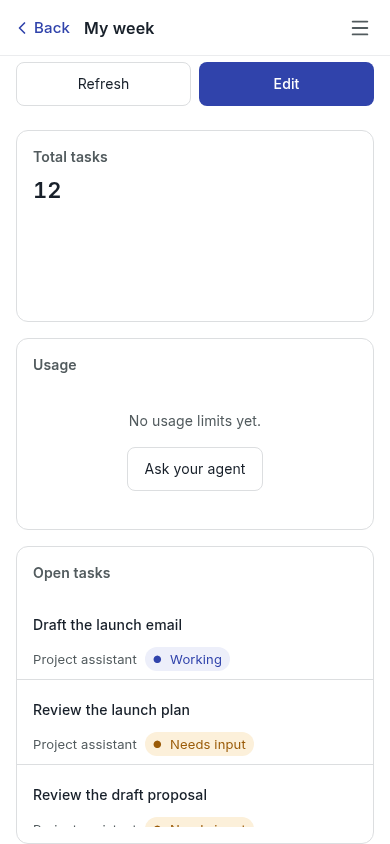 Back My week
Refresh Edit
Total tasks
12
Usage
No usage limits yet.
Ask your agent
Open tasks
Draft the launch email
Project assistant Working
Review the launch plan
Project assistant Needs input
Review the draft proposal